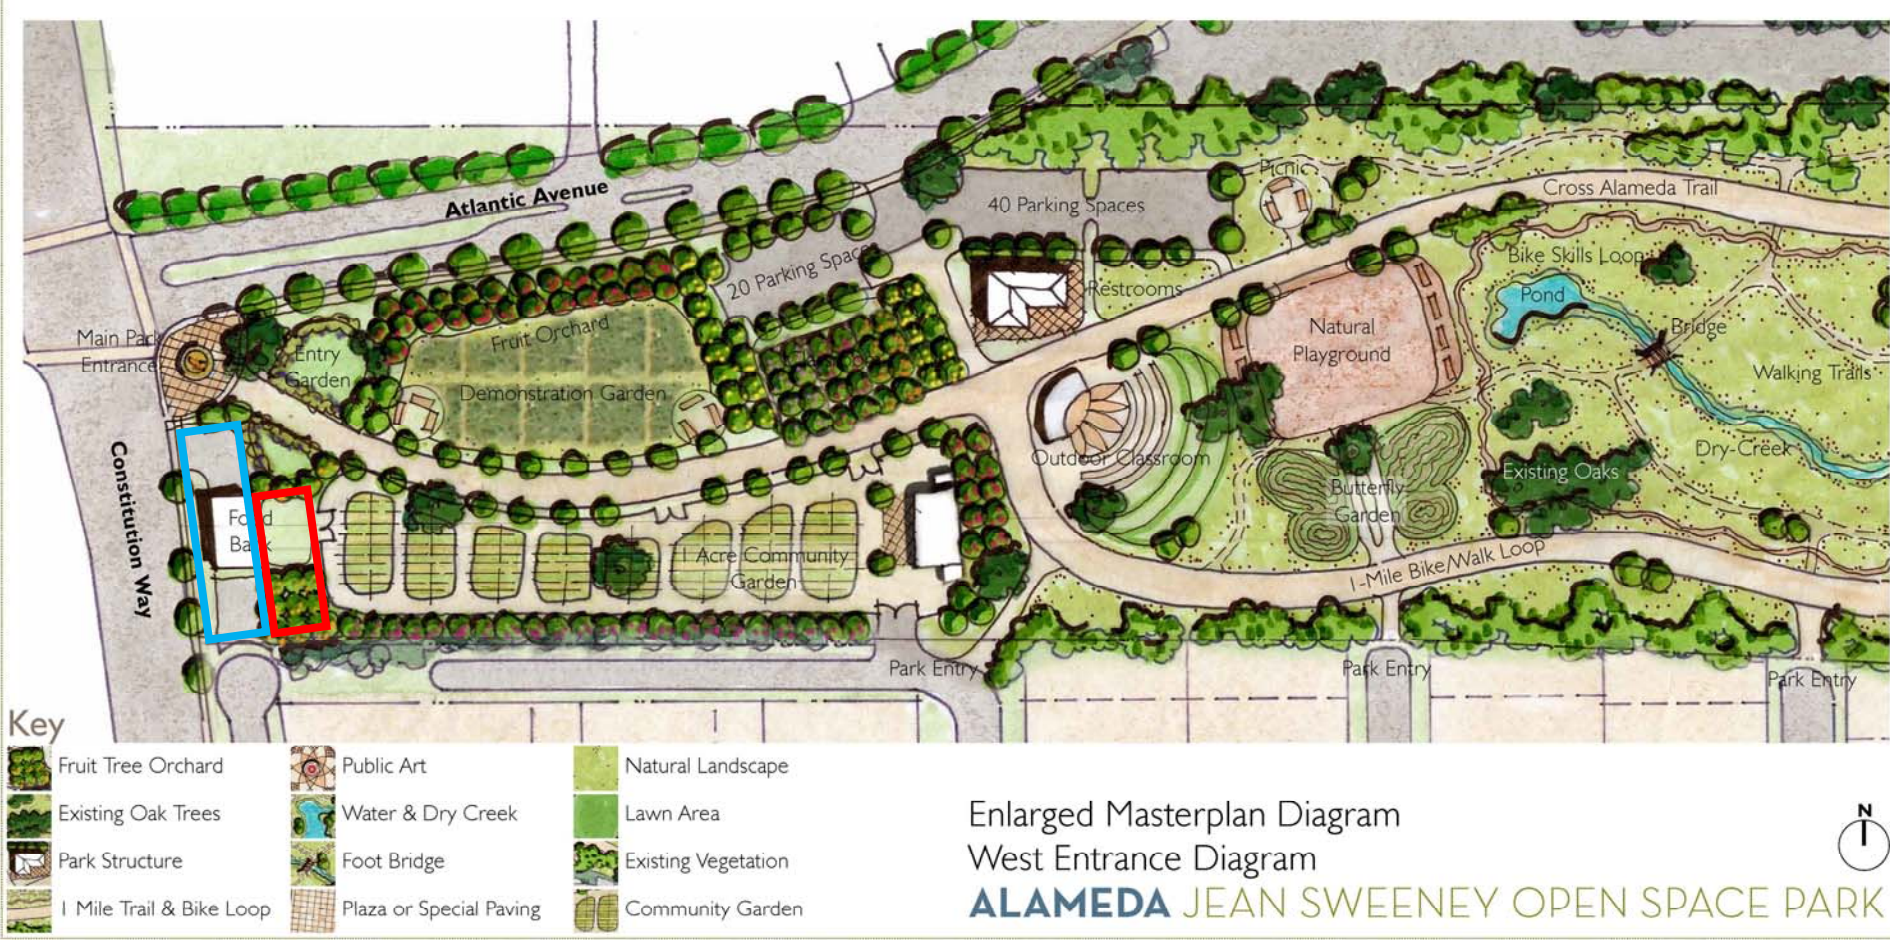 Picnic
Cross Alameda Trail
Atlantic Avenue
40 Parking Spaces
Bike Skills Loop
20 Parking Spaces
Restrooms
Pond
Main Park
Entrance
Fruit Orchard
Natural
Playground
Bridge
Entry
Garden
Demonstration Garden
Walking Trails
Constitution Way
Outdoor Classroom
Dry-Creek
Existing Oaks
Butterfly
Garden
Food
Bank
1 Acre Community
Garden
1-Mile Bike/Walk Loop
Park Entry
Park Entry
Park Entry
Key
Fruit Tree Orchard
Existing Oak Trees
Park Structure
1 Mile Trail & Bike Loop
Public Art
Water & Dry Creek
Foot Bridge
Plaza or Special Paving
Natural Landscape
Lawn Area
Existing Vegetation
Community Garden
Enlarged Masterplan Diagram
West Entrance Diagram
ALAMEDA JEAN SWEENEY OPEN SPACE PARK
N